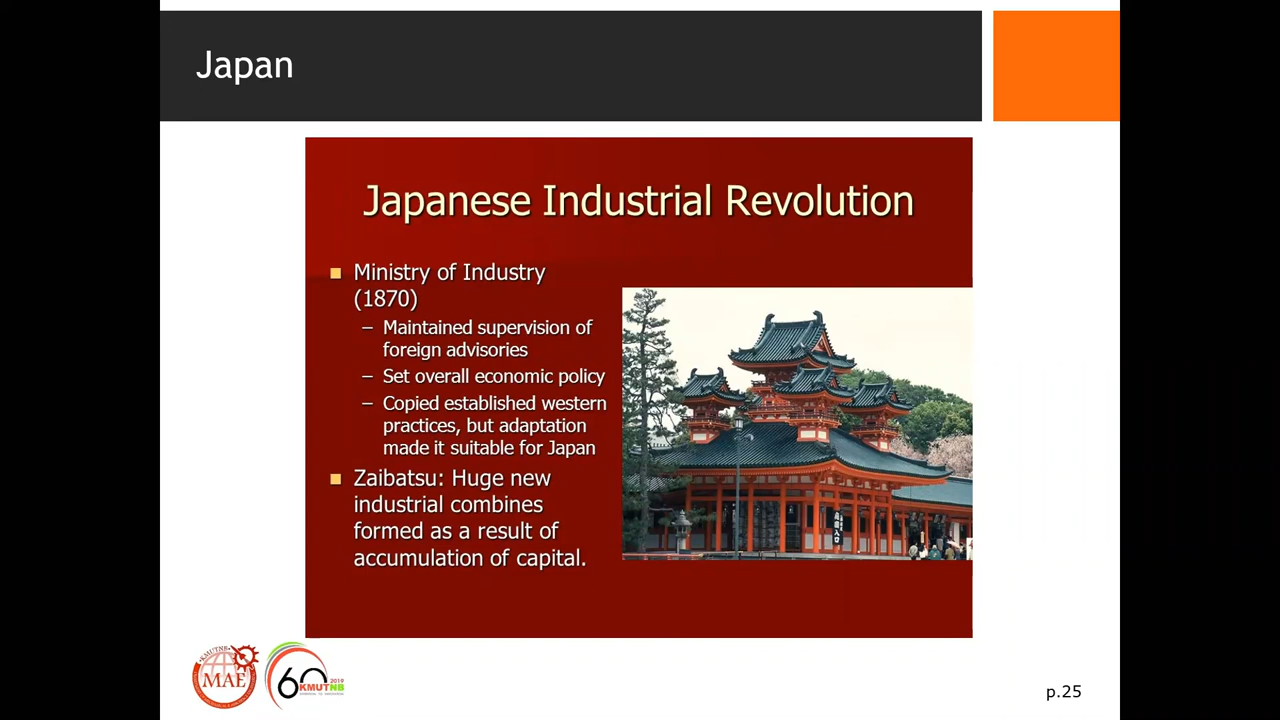 Japan
Japanese Industrial Revolution
Ministry of Industry
(1870)
– Maintained supervision of
foreign advisories
– Set overall economic policy
– Copied established western
practices, but adaptation
made it suitable for Japan
Zaibatsu: Huge new
industrial combines
formed as a result of
accumulation of capital.
KMUTNB
MAE
60
2019
KMUTNB
p.25